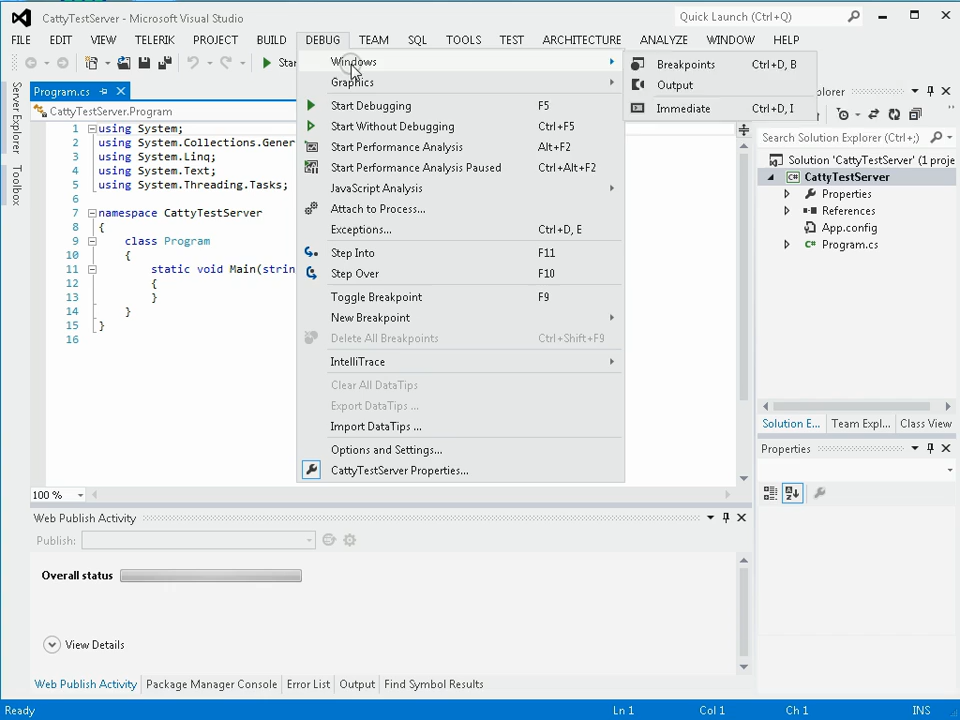 CattyTestServer - Microsoft Visual Studio
Quick Launch (Ctrl+Q)
FILE EDIT VIEW TELERIK PROJECT BUILD DEBUG TEAM SQL TOOLS TEST ARCHITECTURE ANALYZE WINDOW HELP
Program.cs
CattyTestServer.Program
Server Explorer
Toolbox
1 using System;
2 using System.Collections.Gener
3 using System.Linq;
4 using System.Text;
5 using System.Threading.Tasks;
6
7 namespace CattyTestServer
8 {
9 class Program
10 {
11 static void Main(strin
12 {
13 }
14 }
15 }
16
100 %
Windows
Graphics
Start Debugging F5
Start Without Debugging Ctrl+F5
Start Performance Analysis Alt+F2
Start Performance Analysis Paused Ctrl+Alt+F2
JavaScript Analysis
Attach to Process...
Exceptions... Ctrl+D, E
Step Into F11
Step Over F10
Toggle Breakpoint F9
New Breakpoint
Delete All Breakpoints Ctrl+Shift+F9
IntelliTrace
Clear All DataTips
Export DataTips ...
Import DataTips ...
Options and Settings...
CattyTestServer Properties...
Breakpoints Ctrl+D, B
Output
Immediate Ctrl+D, I
Search Solution Explorer (Ctrl+;)
Solution 'CattyTestServer' (1 proje
CattyTestServer
Properties
References
App.config
Program.cs
Solution E... Team Expl... Class View
Properties
Web Publish Activity
Publish:
Overall status
View Details
Web Publish Activity Package Manager Console Error List Output Find Symbol Results
Ready Ln 1 Col 1 Ch 1 INS